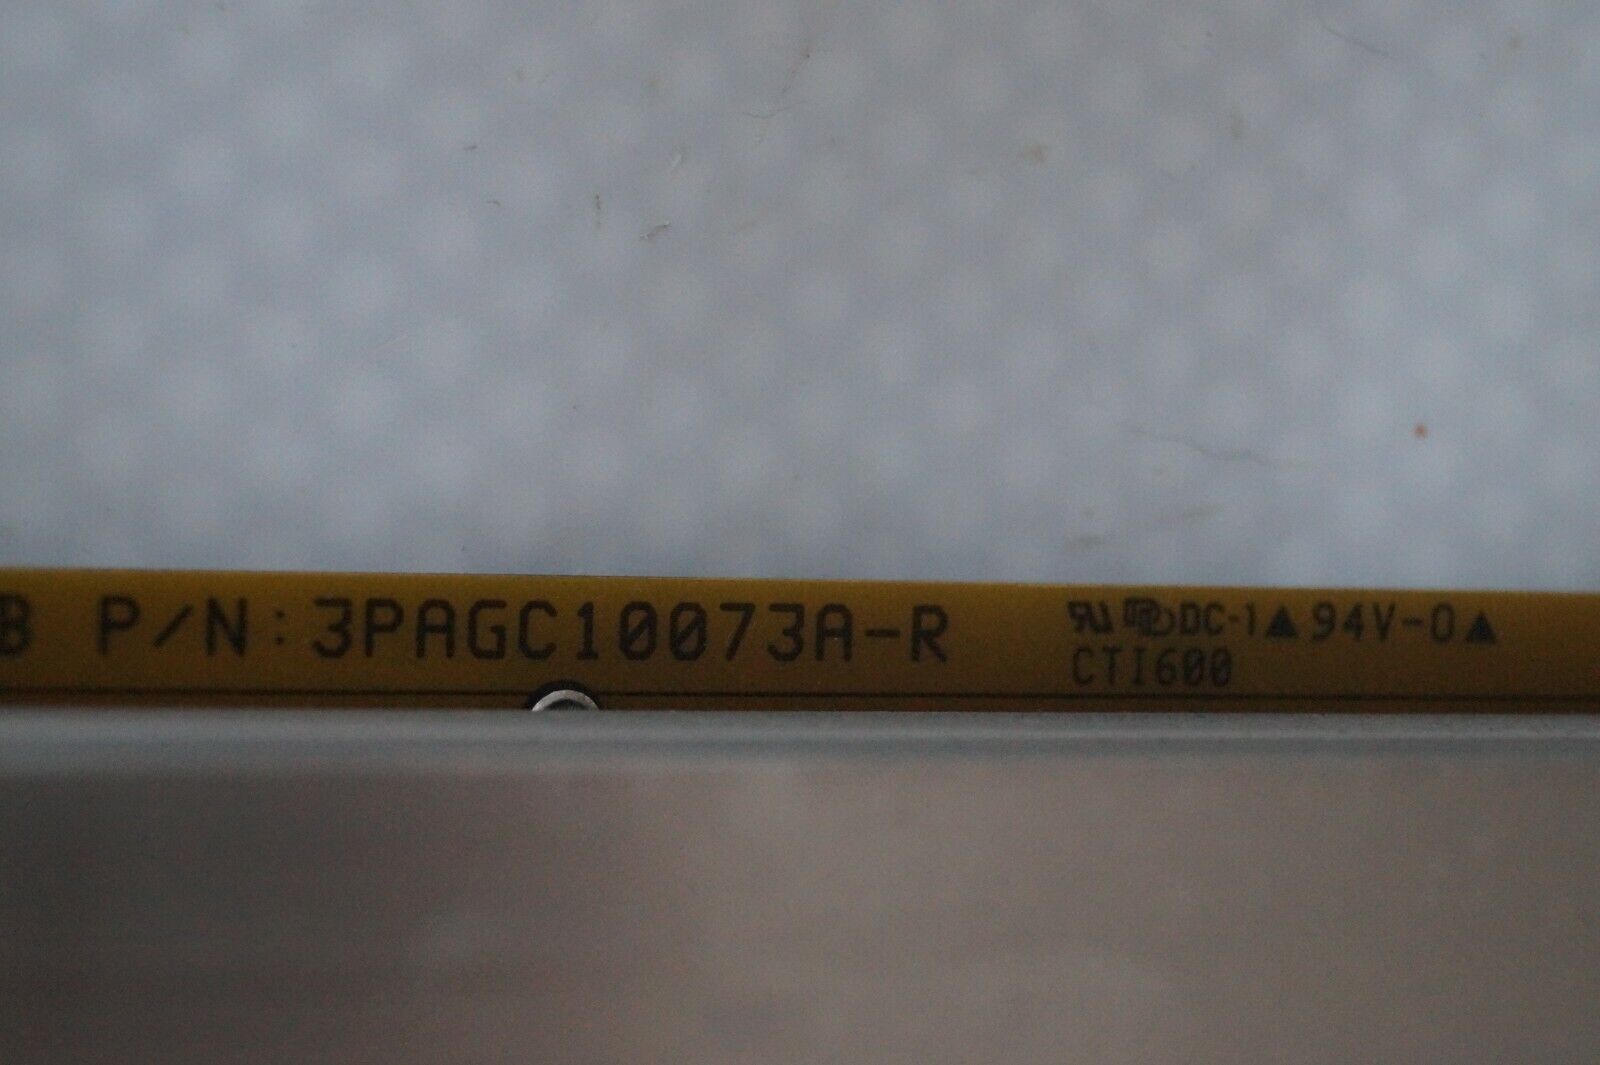 B P/N:3PAGC10073A-R
DC-1▲94V-0▲
CTI600